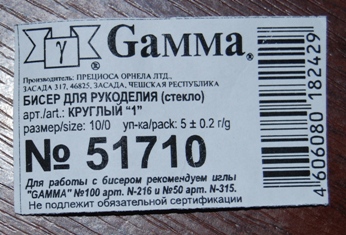 γ ® Gamma®
Производитель: ПРЕЦИОСА ОРНЕЛА ЛТД.,
ЗАСАДА 317, 46825, ЗАСАДА, ЧЕШСКАЯ РЕСПУБЛИКА
БИСЕР ДЛЯ РУКОДЕЛИЯ (стекло)
арт./art.: КРУГЛЫЙ "1"
размер/size: 10/0 уп-ка/pack: 5 ± 0.2 г/g
№ 51710
Для работы с бисером рекомендуем иглы
"GAMMA" №100 арт. N-216 и №50 арт. N-315.
Не подлежит обязательной сертификации
4 606080 182429